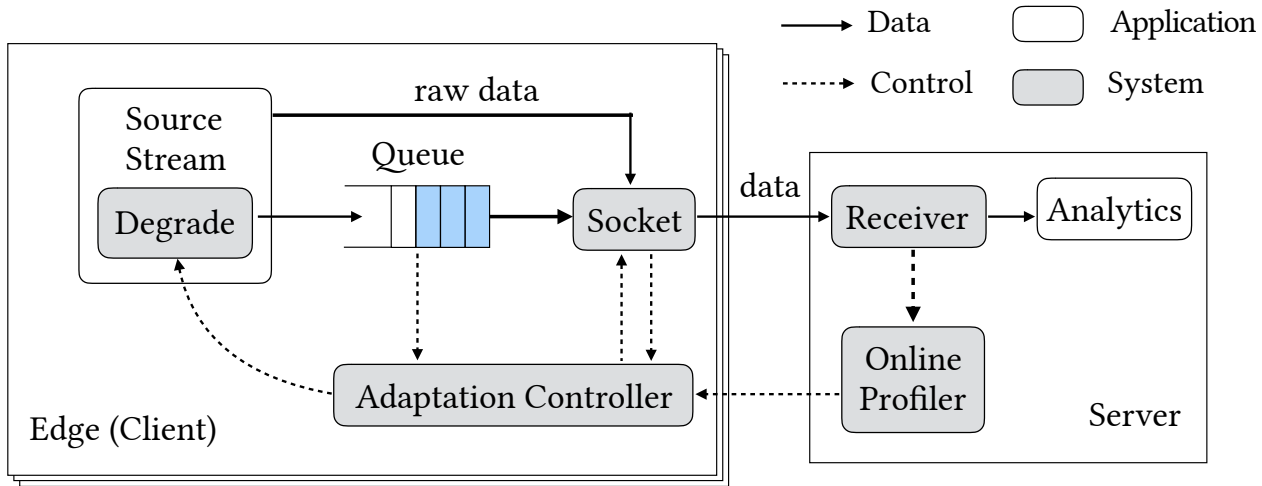 Data
Application
Control
System
raw data
Source
Stream
Queue
Degrade
Socket
data
Receiver
Analytics
Adaptation Controller
Online
Profiler
Edge (Client)
Server